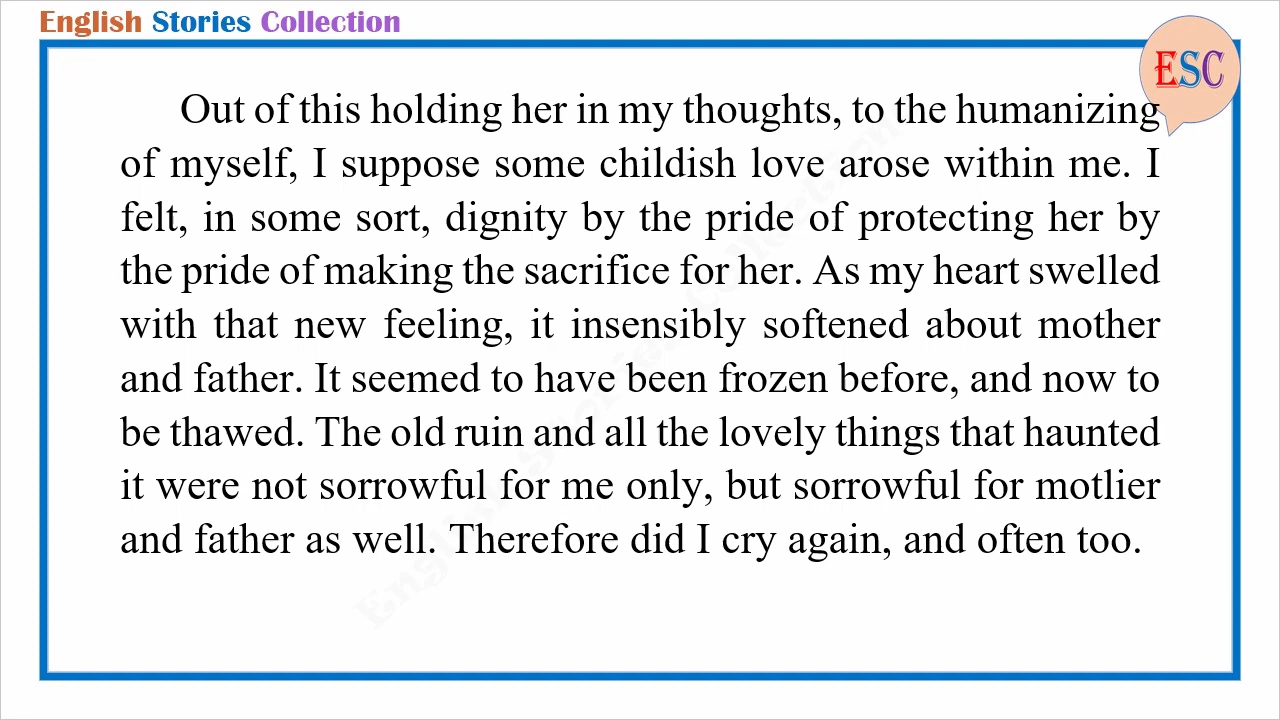 English Stories Collection
ESC
Out of this holding her in my thoughts, to the humanizing
of myself, I suppose some childish love arose within me. I
felt, in some sort, dignity by the pride of protecting her by
the pride of making the sacrifice for her. As my heart swelled
with that new feeling, it insensibly softened about mother
and father. It seemed to have been frozen before, and now to
be thawed. The old ruin and all the lovely things that haunted
it were not sorrowful for me only, but sorrowful for motlier
and father as well. Therefore did I cry again, and often too.
English Stories Collection